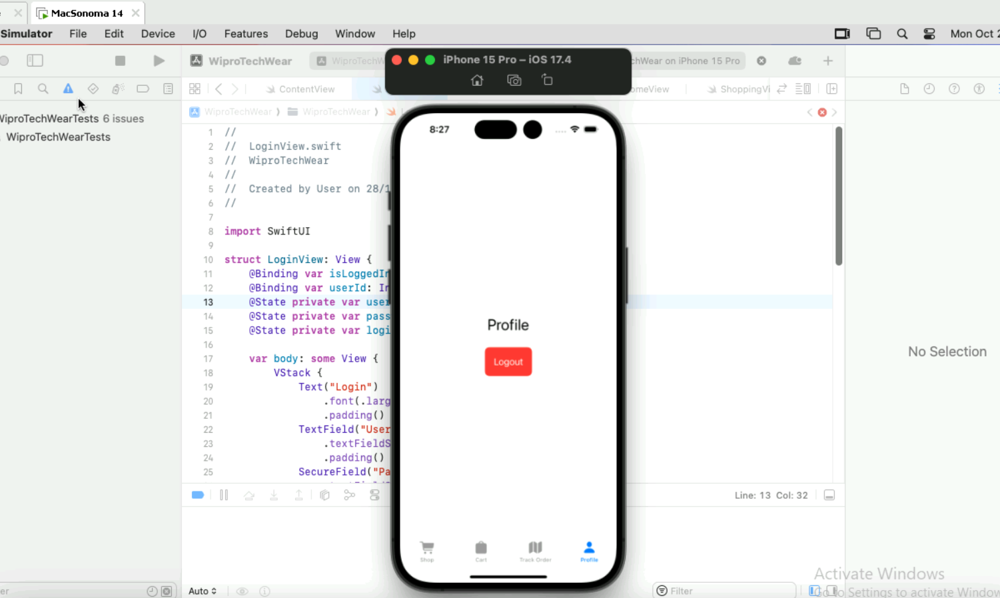 MacSonoma 14
Simulator File Edit Device I/O Features Debug Window Help
Mon Oct 2
WiproTechWear
WiproTechW
iPhone 15 Pro – iOS 17.4
chWear on iPhone 15 Pro
ContentView
omeView
ShoppingVi
WiproTechWear
WiproTechWear
WiproTechWearTests 6 issues
WiproTechWearTests
1 //
2 // LoginView.swift
3 // WiproTechWear
4 //
5 // Created by User on 28/1
6 //
7
8 import SwiftUI
9
10 struct LoginView: View {
11 @Binding var isLoggedIn
12 @Binding var userId: In
13 @State private var user
14 @State private var pass
15 @State private var logi
16
17 var body: some View {
18 VStack {
19 Text("Login")
20 .font(.larg
21 .padding()
22 TextField("User
23 .textFieldS
24 .padding()
25 SecureField("Pa
8:27
Profile
Logout
Shop
Cart
Track Order
Profile
No Selection
Line: 13 Col: 32
Auto
Filter
er
Activate Windows
Go to Settings to activate Window